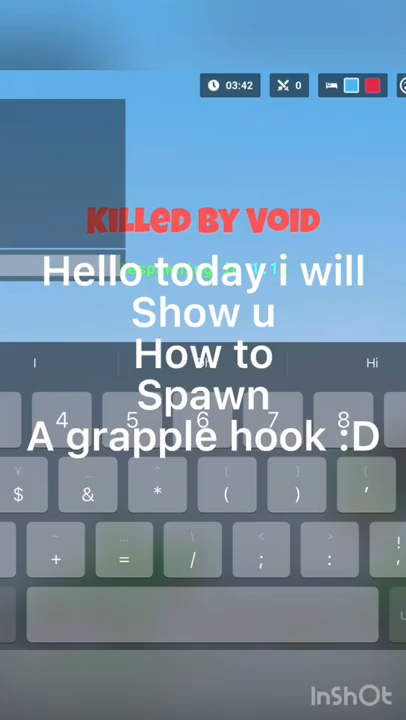 03:42
0
KILLED BY VOID
Hello today i will
Show u
How to
Spawn
A grapple hook :D
I
Hi
4 5 6 7 8
¥ _ ^ [ ] {
$ & * ( ) '
~ … \ < > !
+ = / ; : ,
InShOt